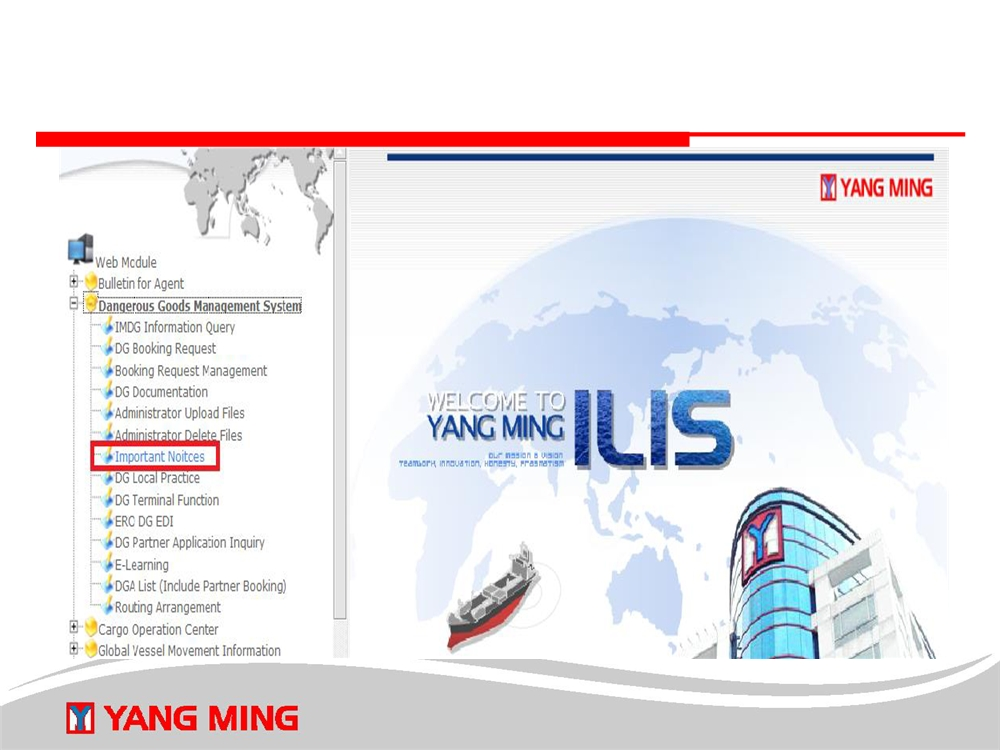 YANG MING
Web Module
Bulletin for Agent
Dangerous Goods Management System
IMDG Information Query
DG Booking Request
Booking Request Management
DG Documentation
Administrator Upload Files
Administrator Delete Files
Important Noitces
DG Local Practice
DG Terminal Function
ERO DG EDI
DG Partner Application Inquiry
E-Learning
DGA List (Include Partner Booking)
Routing Arrangement
Cargo Operation Center
Global Vessel Movement Information
WELCOME TO
YANG MING
ILIS
our mission & vision
Teamwork, innovation, Honesty, Pragmatism
YANG MING